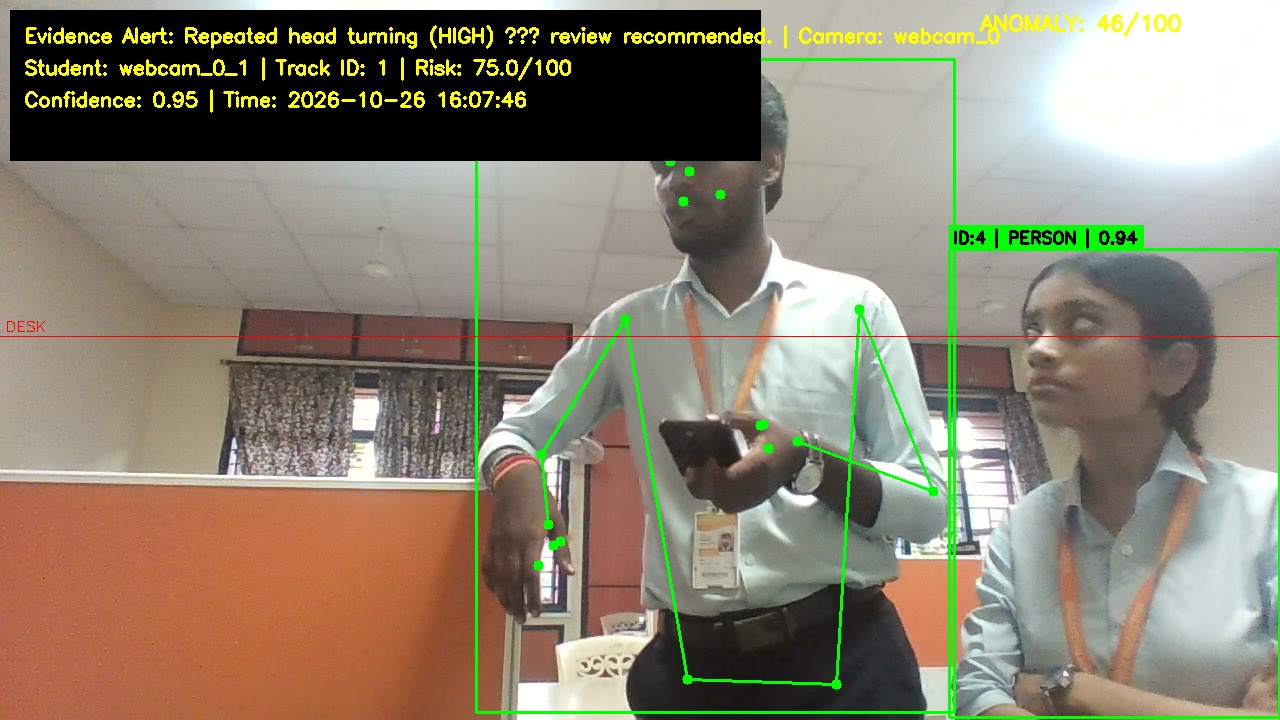 Evidence Alert: Repeated head turning (HIGH) ??? review recommended. | Camera: webcam_0
ANOMALY: 46/100
Student: webcam_0_1 | Track ID: 1 | Risk: 75.0/100
Confidence: 0.95 | Time: 2026-10-26 16:07:46
ID:4 | PERSON | 0.94
DESK